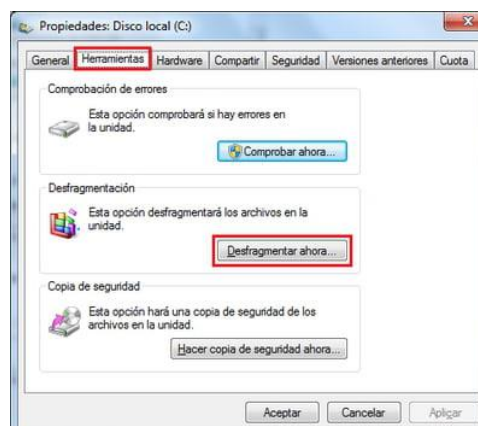 Propiedades: Disco local (C:)
General Herramientas Hardware Compartir Seguridad Versiones anteriores Cuota
Comprobación de errores
Esta opción comprobará si hay errores en
la unidad.
Comprobar ahora...
Desfragmentación
Esta opción desfragmentará los archivos en la
unidad.
Desfragmentar ahora...
Copia de seguridad
Esta opción hará una copia de seguridad de los
archivos en la unidad.
Hacer copia de seguridad ahora...
Aceptar Cancelar Aplicar